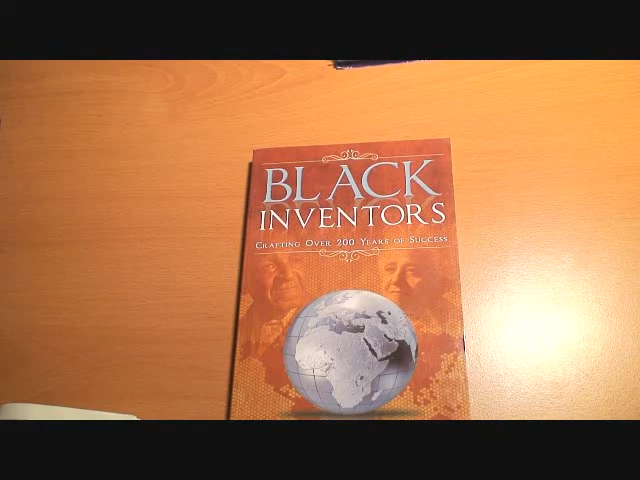 BLACK
INVENTORS
CRAFTING OVER 200 YEARS OF SUCCESS